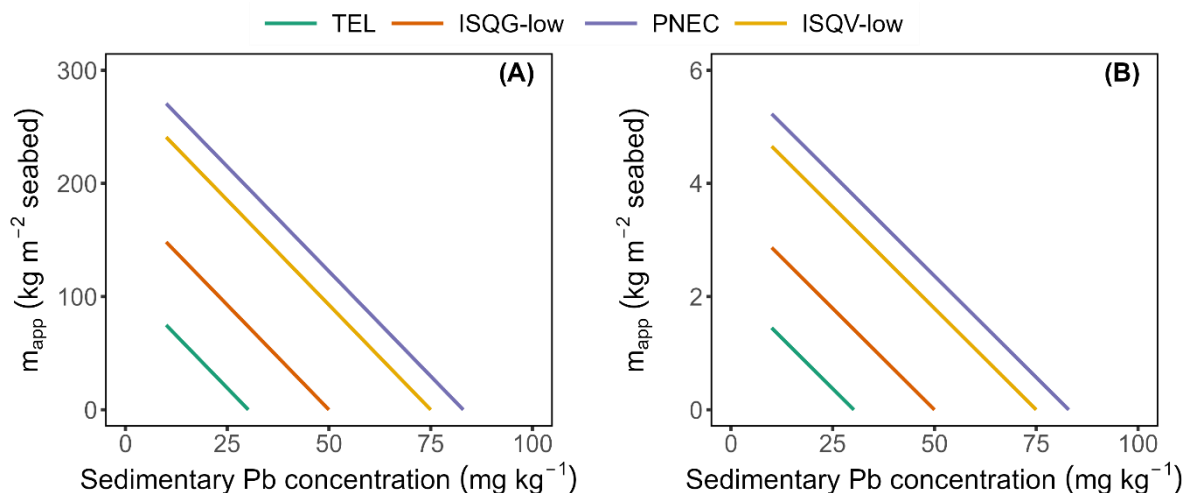 TEL ISQG-low PNEC ISQV-low
(A)
300
200
100
0
m_app (kg m⁻² seabed)
0 25 50 75 100
Sedimentary Pb concentration (mg kg⁻¹)
(B)
6
4
2
0
m_app (kg m⁻² seabed)
0 25 50 75 100
Sedimentary Pb concentration (mg kg⁻¹)